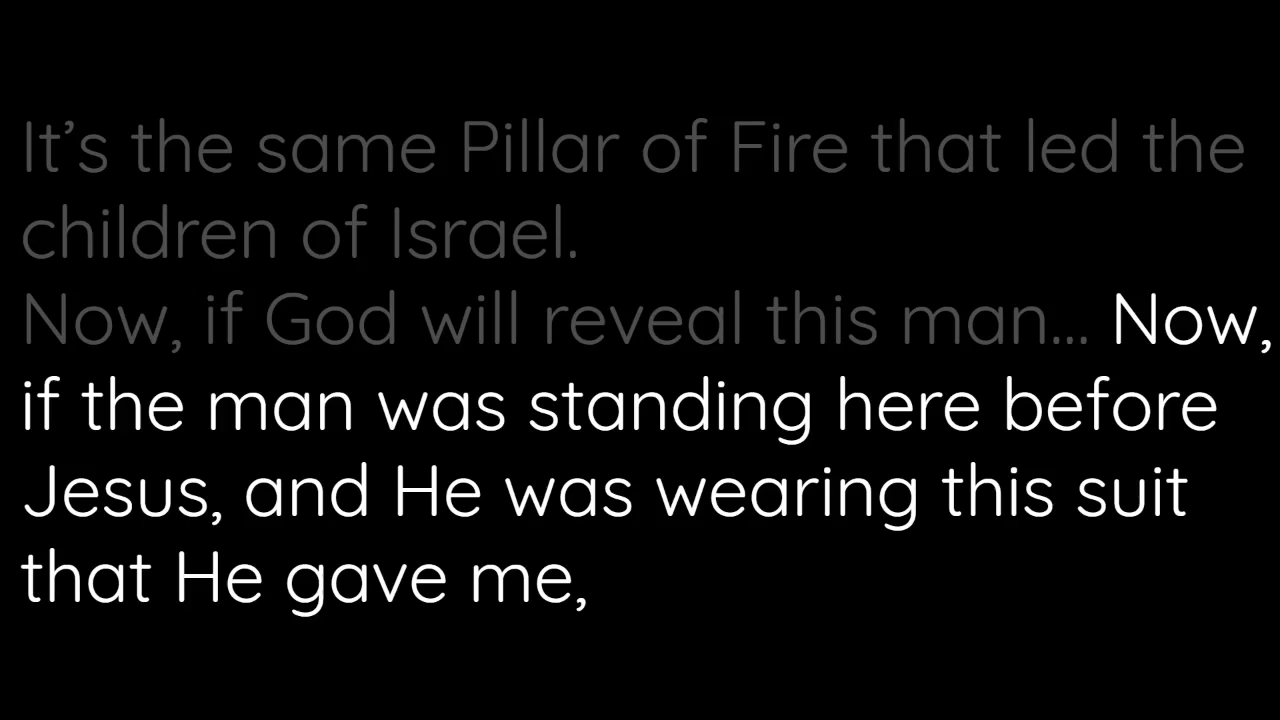 It’s the same Pillar of Fire that led the
children of Israel.
Now, if God will reveal this man... Now,
if the man was standing here before
Jesus, and He was wearing this suit
that He gave me,